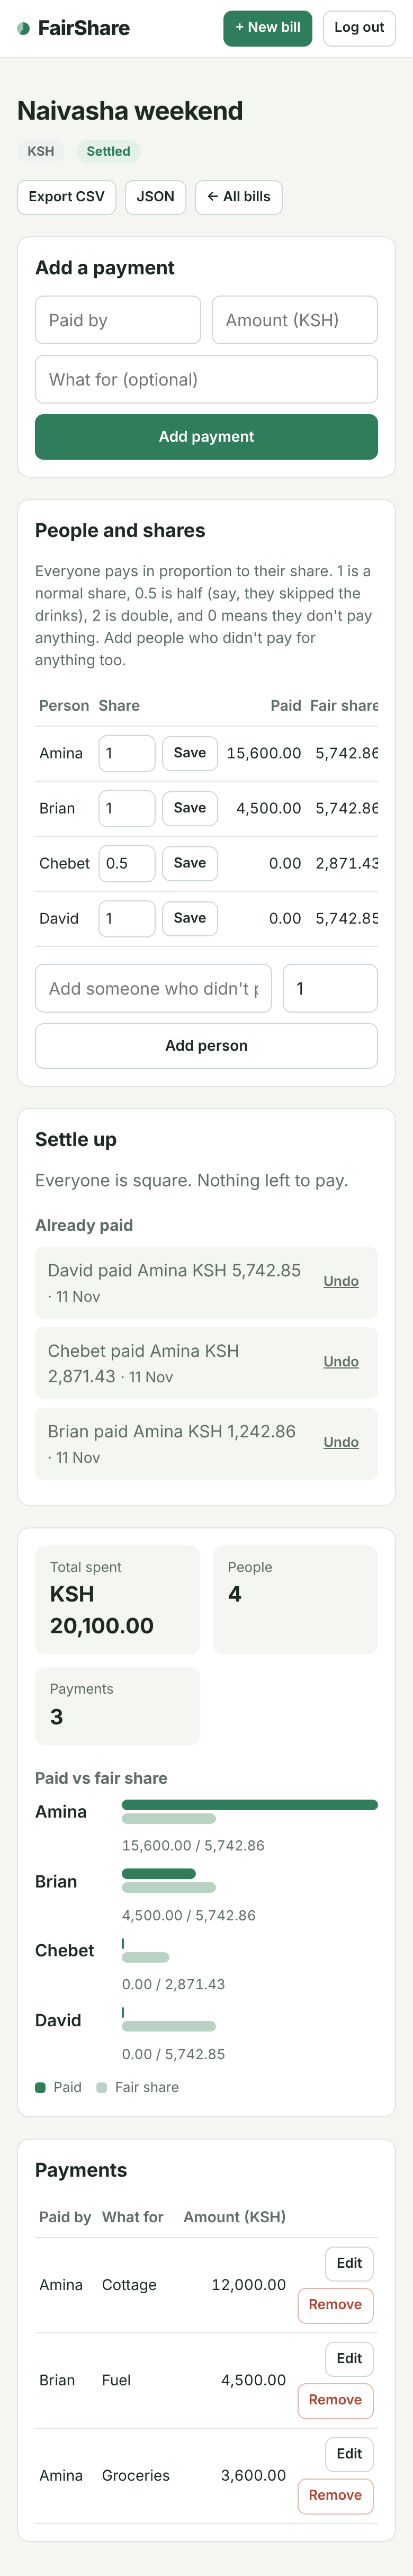 FairShare
+ New bill
Log out
Naivasha weekend
KSH
Settled
Export CSV
JSON
← All bills
Add a payment
Paid by
Amount (KSH)
What for (optional)
Add payment
People and shares
Everyone pays in proportion to their share. 1 is a
normal share, 0.5 is half (say, they skipped the
drinks), 2 is double, and 0 means they don't pay
anything. Add people who didn't pay for
anything too.
Person Share Paid Fair share
Amina 1 Save 15,600.00 5,742.86
Brian 1 Save 4,500.00 5,742.86
Chebet 0.5 Save 0.00 2,871.43
David 1 Save 0.00 5,742.85
Add someone who didn't 1
Add person
Settle up
Everyone is square. Nothing left to pay.
Already paid
David paid Amina KSH 5,742.85
· 11 Nov
Undo
Chebet paid Amina KSH
2,871.43 · 11 Nov
Undo
Brian paid Amina KSH 1,242.86
· 11 Nov
Undo
Total spent
KSH
20,100.00
People
4
Payments
3
Paid vs fair share
Amina
15,600.00 / 5,742.86
Brian
4,500.00 / 5,742.86
Chebet
0.00 / 2,871.43
David
0.00 / 5,742.85
Paid Fair share
Payments
Paid by What for Amount (KSH)
Amina Cottage 12,000.00
Edit
Remove
Brian Fuel 4,500.00
Edit
Remove
Amina Groceries 3,600.00
Edit
Remove